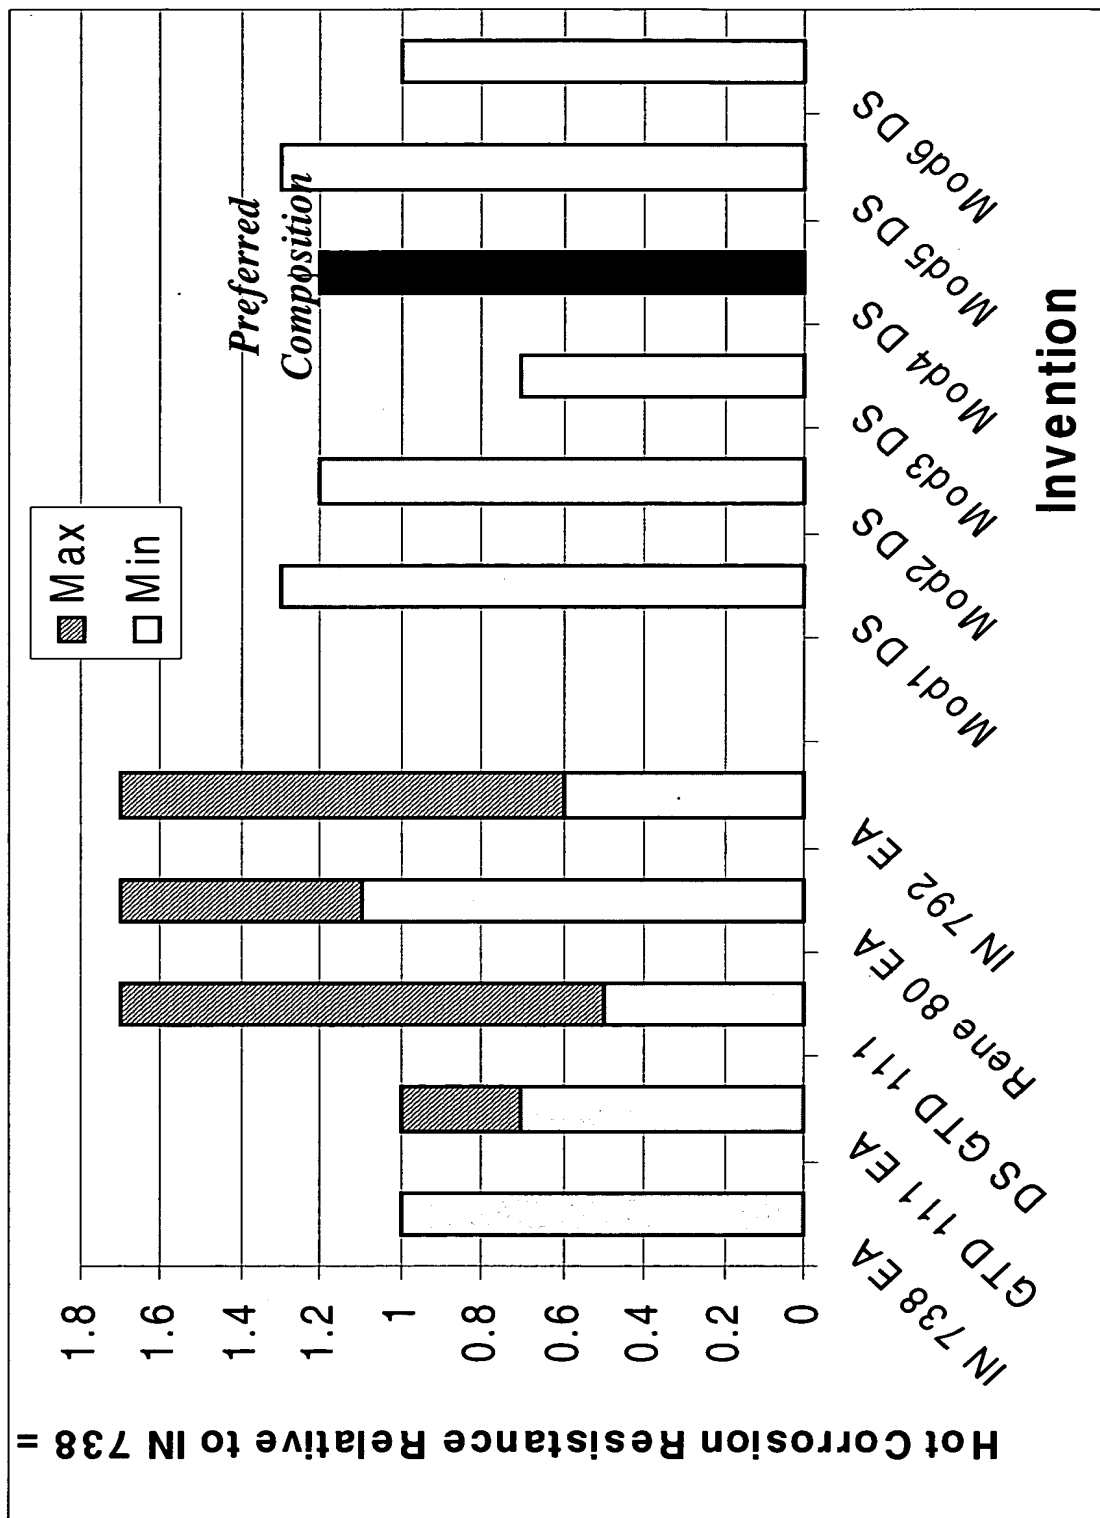 Max
Min
Preferred
Composition
Hot Corrosion Resistance Relative to IN 738 =
1.8
1.6
1.4
1.2
1
0.8
0.6
0.4
0.2
0
IN 738 EA
GTD 111 EA
DS GTD 111
Rene 80 EA
IN 792 EA
Mod1 DS
Mod2 DS
Mod3 DS
Mod4 DS
Mod5 DS
Mod6 DS
Invention